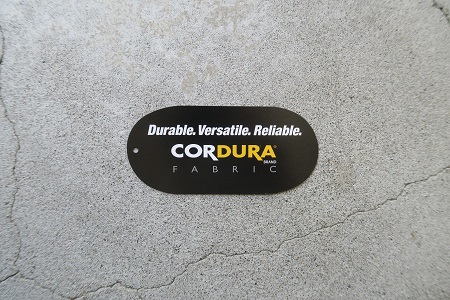 Durable. Versatile. Reliable.
CORDURA®
BRAND
FABRIC